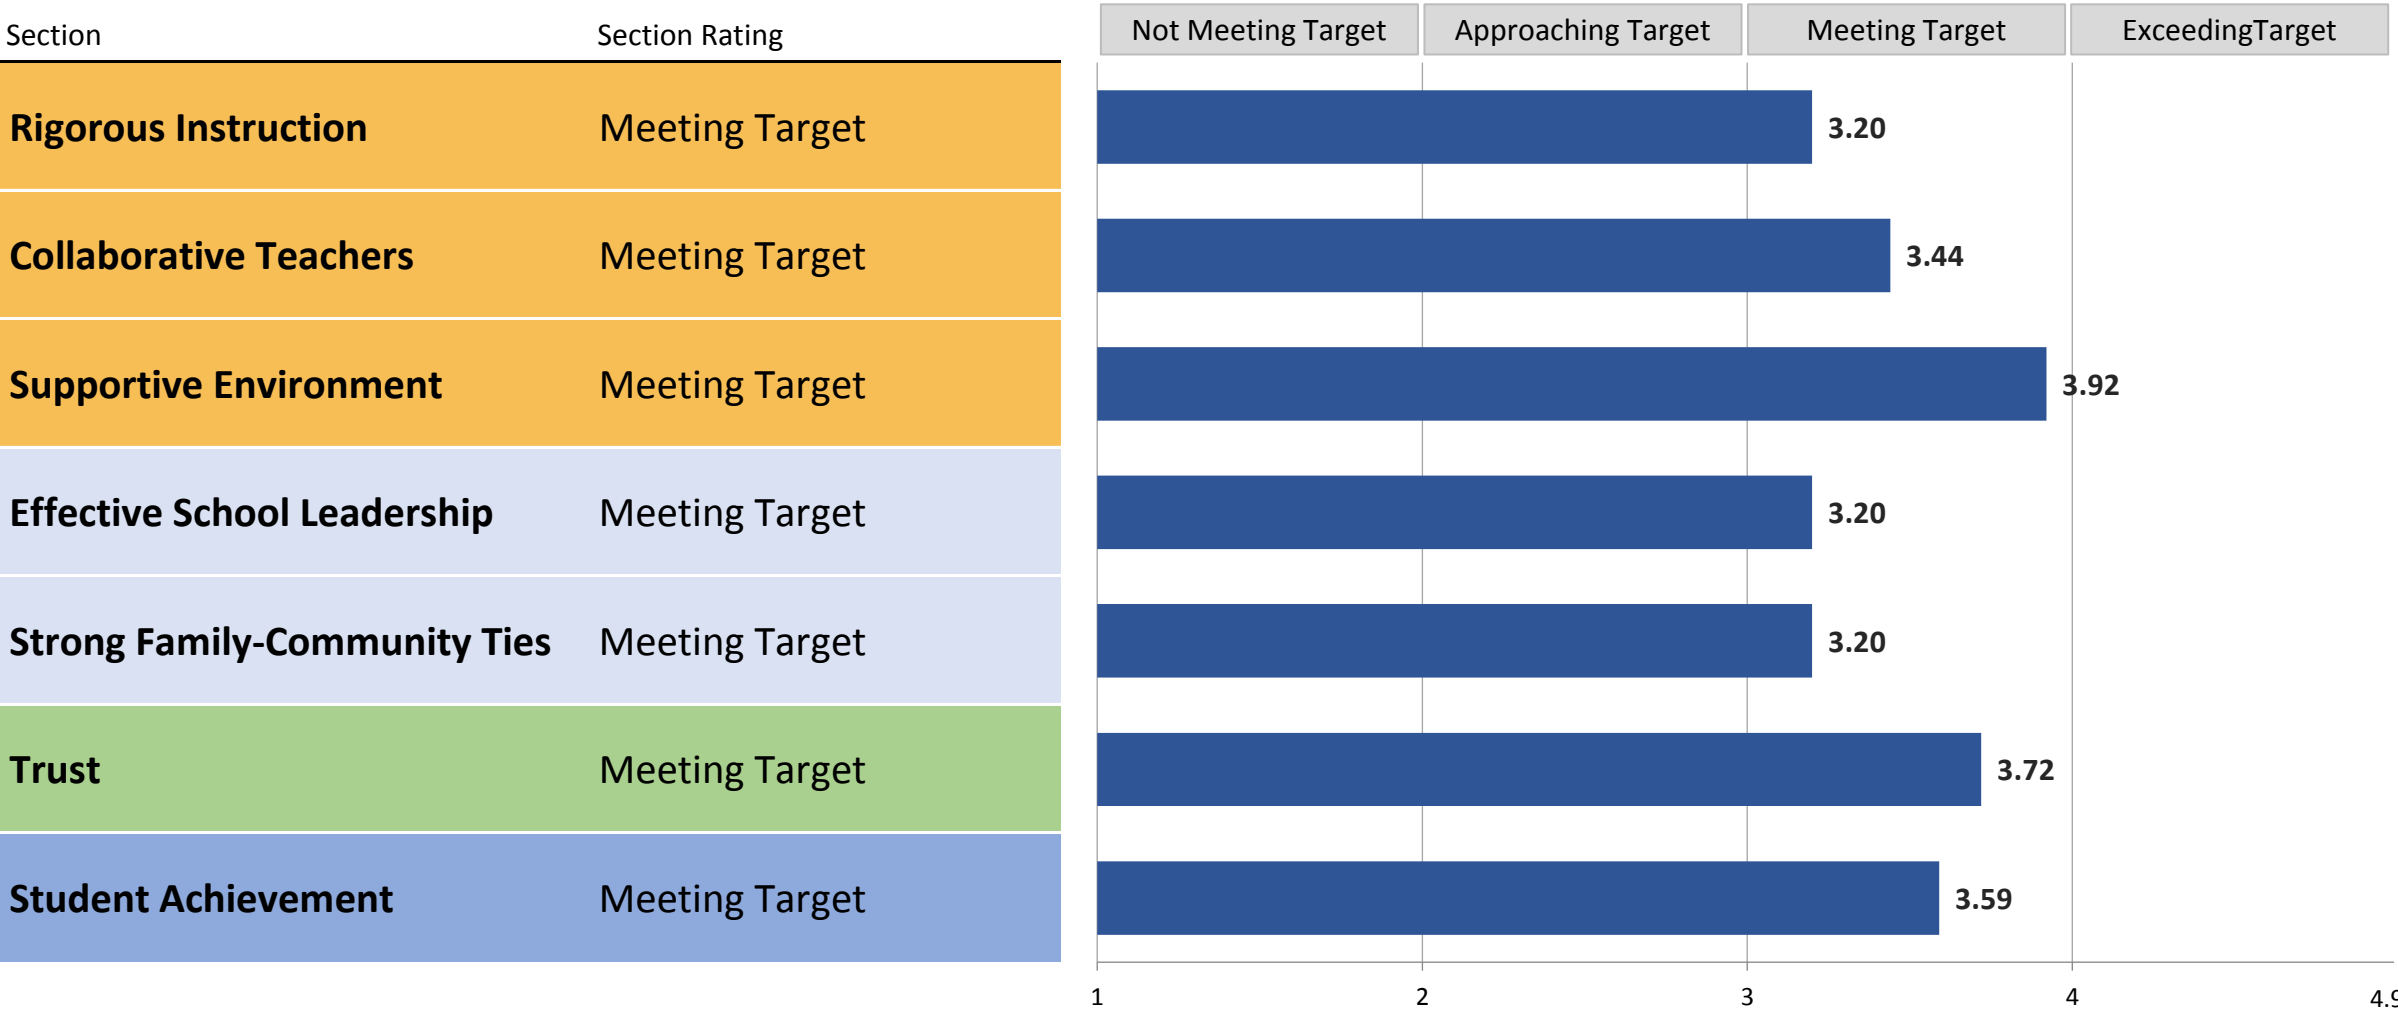 Section Section Rating Not Meeting Target Approaching Target Meeting Target ExceedingTarget
Rigorous Instruction Meeting Target 3.20
Collaborative Teachers Meeting Target 3.44
Supportive Environment Meeting Target 3.92
Effective School Leadership Meeting Target 3.20
Strong Family-Community Ties Meeting Target 3.20
Trust Meeting Target 3.72
Student Achievement Meeting Target 3.59
1 2 3 4 4.9